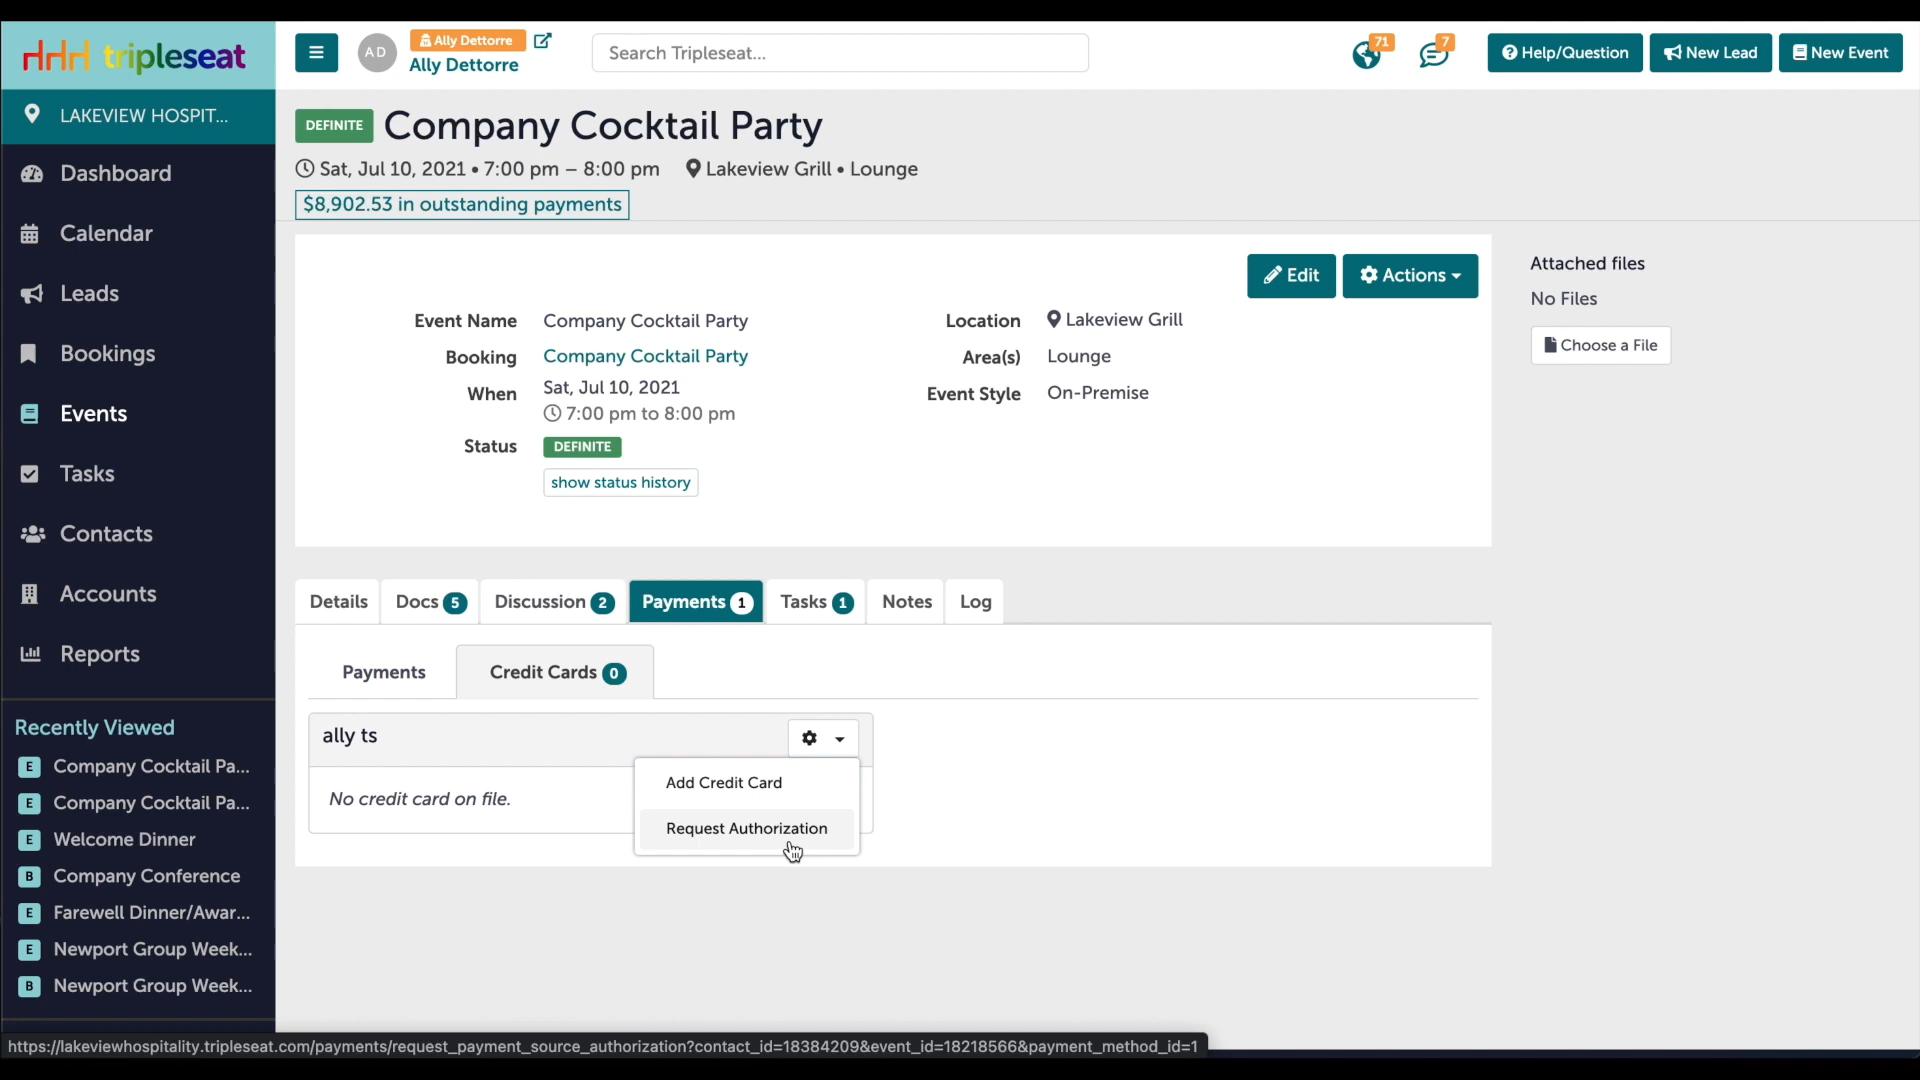 tripleseat
AD
Ally Dettorre
Ally Dettorre
Search Tripleseat...
71
7
Help/Question
New Lead
New Event
LAKEVIEW HOSPIT...
Dashboard
Calendar
Leads
Bookings
Events
Tasks
Contacts
Accounts
Reports
Recently Viewed
E Company Cocktail Pa...
E Company Cocktail Pa...
E Welcome Dinner
B Company Conference
E Farewell Dinner/Awar...
E Newport Group Week...
B Newport Group Week...
DEFINITE Company Cocktail Party
Sat, Jul 10, 2021 • 7:00 pm – 8:00 pm Lakeview Grill • Lounge
$8,902.53 in outstanding payments
Edit
Actions
Event Name Company Cocktail Party
Booking Company Cocktail Party
When Sat, Jul 10, 2021
7:00 pm to 8:00 pm
Status DEFINITE
show status history
Location Lakeview Grill
Area(s) Lounge
Event Style On-Premise
Attached files
No Files
Choose a File
Details Docs 5 Discussion 2 Payments 1 Tasks 1 Notes Log
Payments Credit Cards 0
ally ts
No credit card on file.
Add Credit Card
Request Authorization
https://lakeviewhospitality.tripleseat.com/payments/request_payment_source_authorization?contact_id=18384209&event_id=18218566&payment_method_id=1